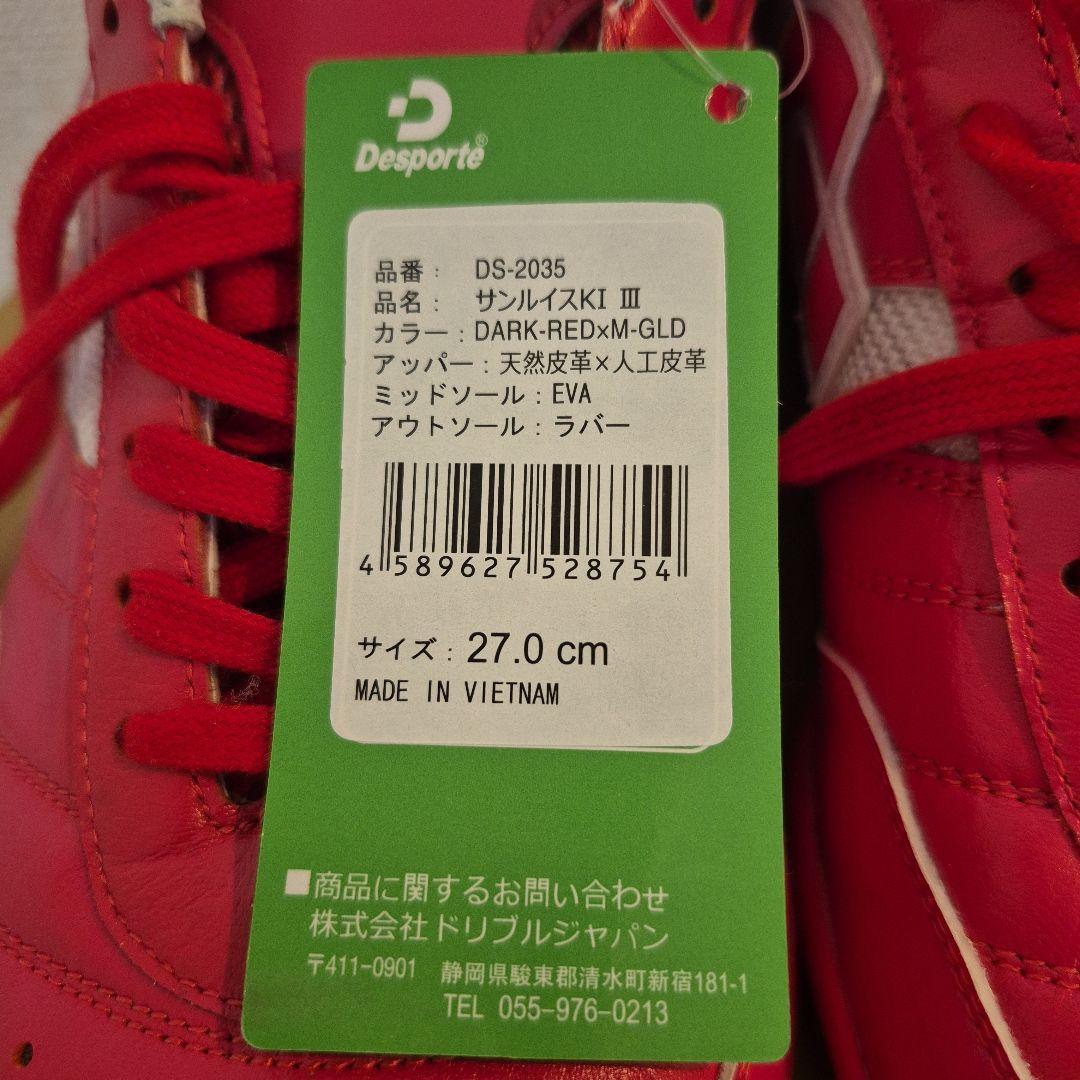 Desporte®
品番： DS-2035
品名： サンルイスKI Ⅲ
カラー：DARK-RED×M-GLD
アッパー：天然皮革×人工皮革
ミッドソール：EVA
アウトソール：ラバー
4 589627 528754
サイズ：27.0 cm
MADE IN VIETNAM
■商品に関するお問い合わせ
株式会社ドリブルジャパン
〒411-0901 静岡県駿東郡清水町新宿181-1
TEL 055-976-0213